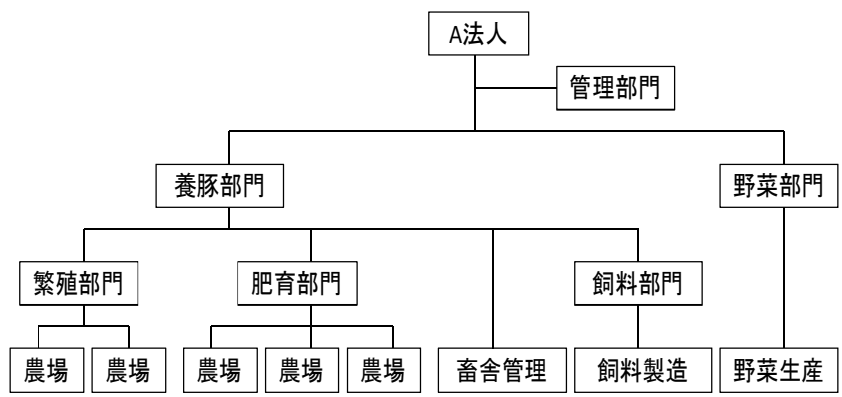 A法人
管理部門
養豚部門
野菜部門
繁殖部門
肥育部門
飼料部門
農場
農場
農場
農場
農場
畜舎管理
飼料製造
野菜生産